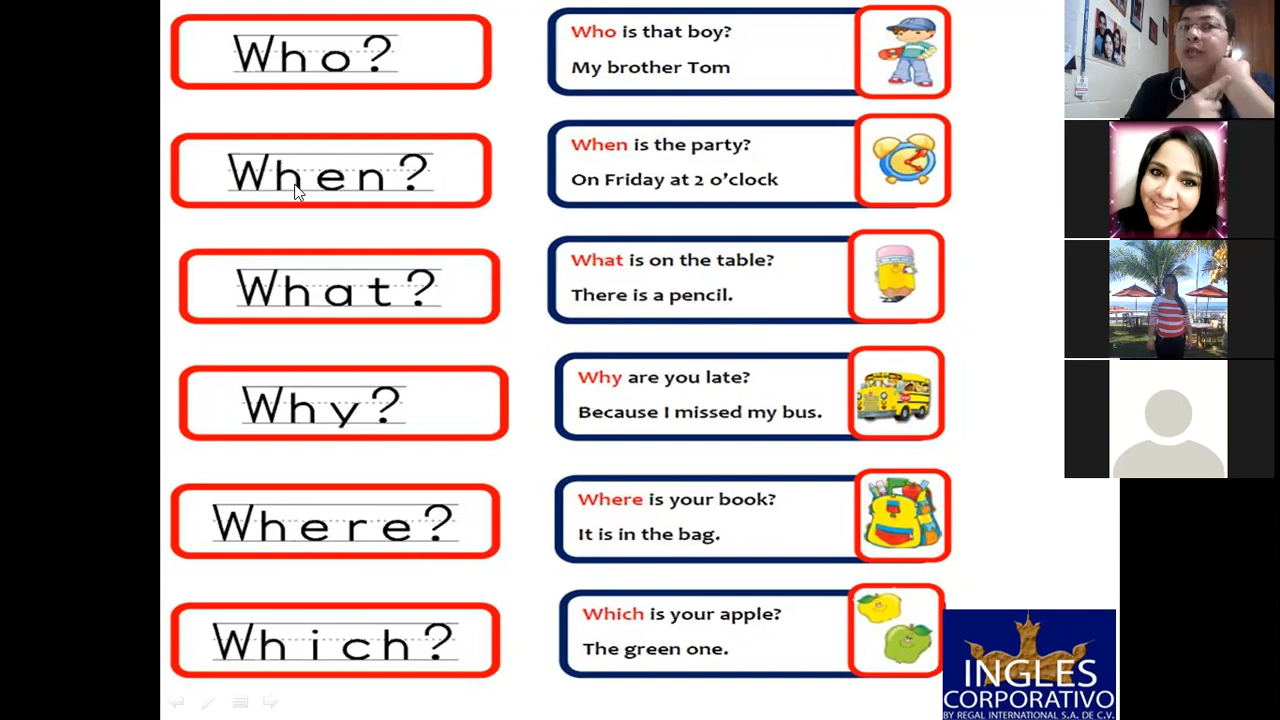 Who?
Who is that boy?
My brother Tom
When?
When is the party?
On Friday at 2 o'clock
What?
What is on the table?
There is a pencil.
Why?
Why are you late?
Because I missed my bus.
Where?
Where is your book?
It is in the bag.
Which?
Which is your apple?
The green one.
INGLES
CORPORATIVO
BY REGAL INTERNATIONAL S.A. DE C.V.